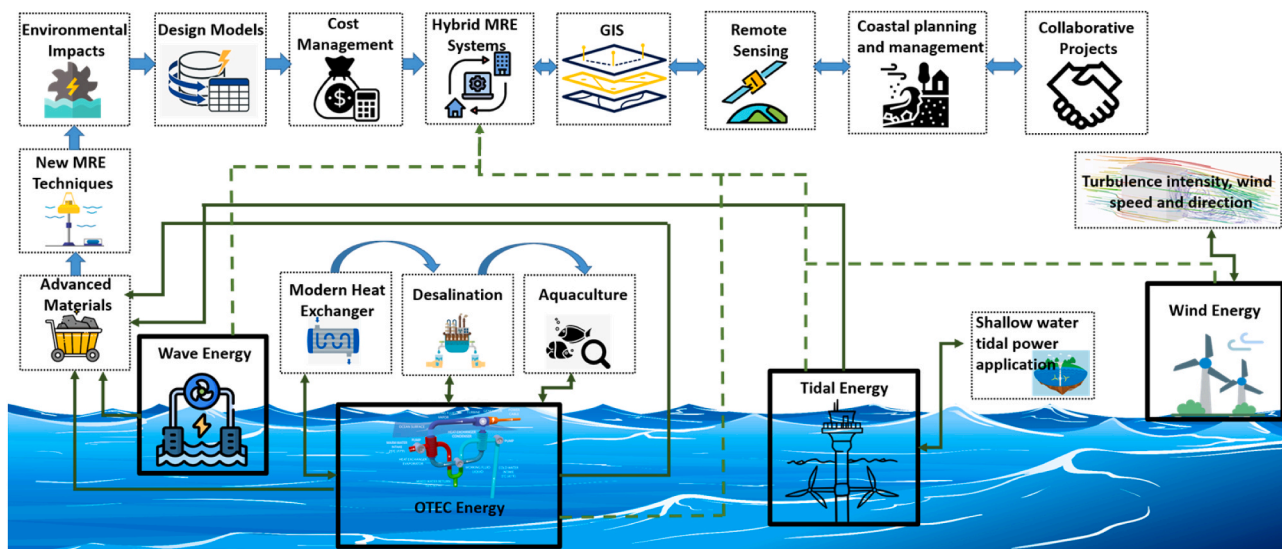 Environmental
Impacts
Design Models
Cost
Management
Hybrid MRE
Systems
GIS
Remote
Sensing
Coastal planning
and management
Collaborative
Projects
New MRE
Techniques
Turbulence intensity, wind
speed and direction
Advanced
Materials
Modern Heat
Exchanger
Desalination
Aquaculture
Wave Energy
Tidal Energy
Shallow water
tidal power
application
Wind Energy
OTEC Energy